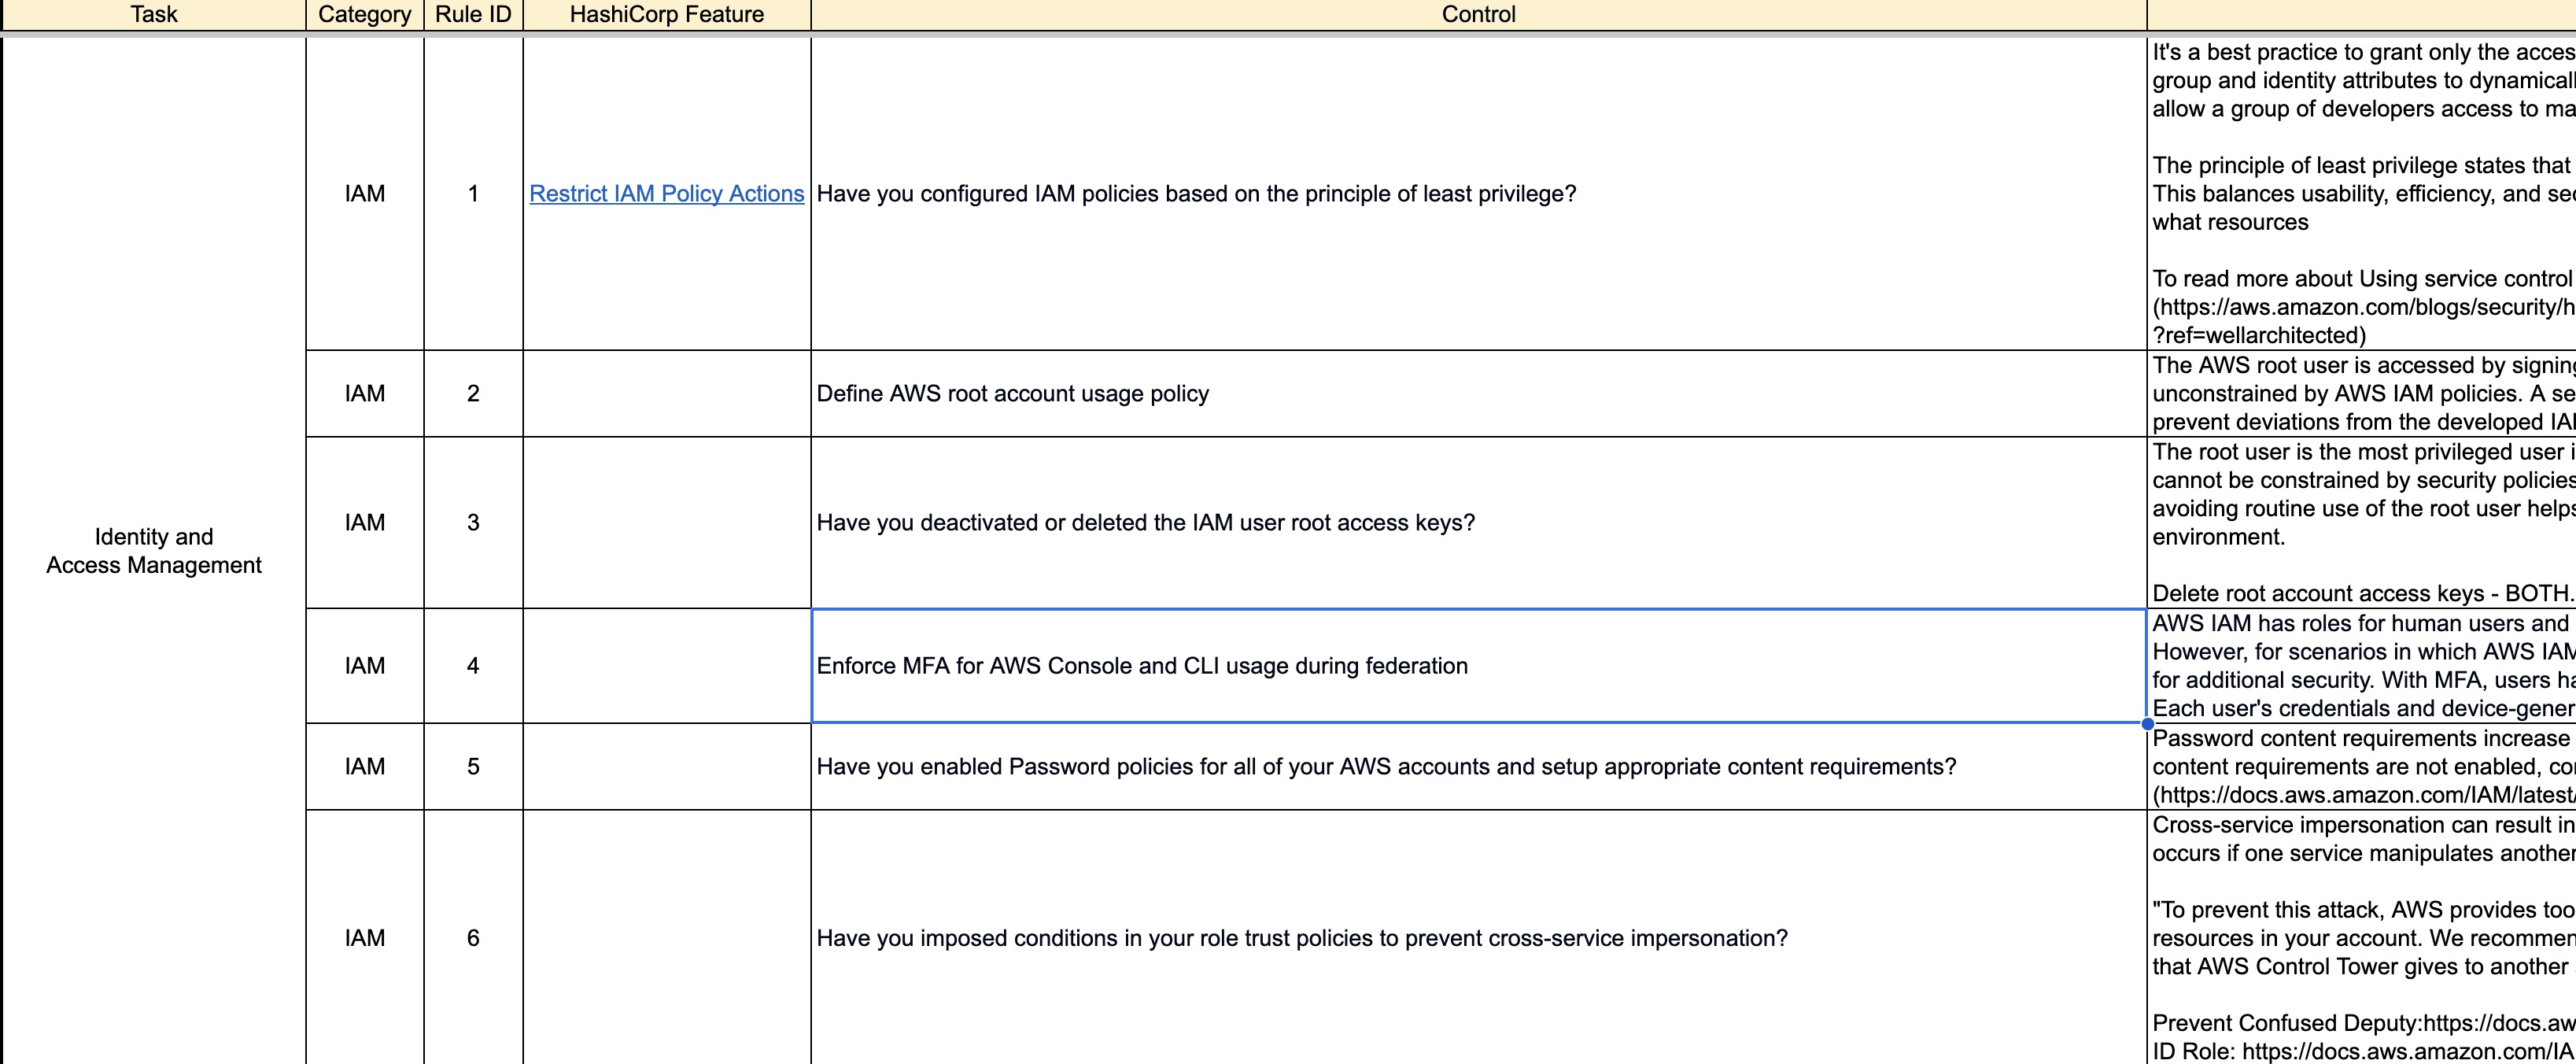 Task Category Rule ID HashiCorp Feature Control
Identity and
Access Management
IAM 1 Restrict IAM Policy Actions Have you configured IAM policies based on the principle of least privilege?
It's a best practice to grant only the acces
group and identity attributes to dynamicall
allow a group of developers access to ma
The principle of least privilege states that
This balances usability, efficiency, and sec
what resources
To read more about Using service control
(https://aws.amazon.com/blogs/security/h
?ref=wellarchitected)
IAM 2 Define AWS root account usage policy
The AWS root user is accessed by signing
unconstrained by AWS IAM policies. A se
prevent deviations from the developed IAI
IAM 3 Have you deactivated or deleted the IAM user root access keys?
The root user is the most privileged user i
cannot be constrained by security policies
avoiding routine use of the root user helps
environment.
Delete root account access keys - BOTH.
IAM 4 Enforce MFA for AWS Console and CLI usage during federation
AWS IAM has roles for human users and
However, for scenarios in which AWS IAM
for additional security. With MFA, users ha
Each user's credentials and device-gener
IAM 5 Have you enabled Password policies for all of your AWS accounts and setup appropriate content requirements?
Password content requirements increase
content requirements are not enabled, co
(https://docs.aws.amazon.com/IAM/latest/
IAM 6 Have you imposed conditions in your role trust policies to prevent cross-service impersonation?
Cross-service impersonation can result in
occurs if one service manipulates another
"To prevent this attack, AWS provides too
resources in your account. We recommen
that AWS Control Tower gives to another
Prevent Confused Deputy:https://docs.aw
ID Role: https://docs.aws.amazon.com/IA